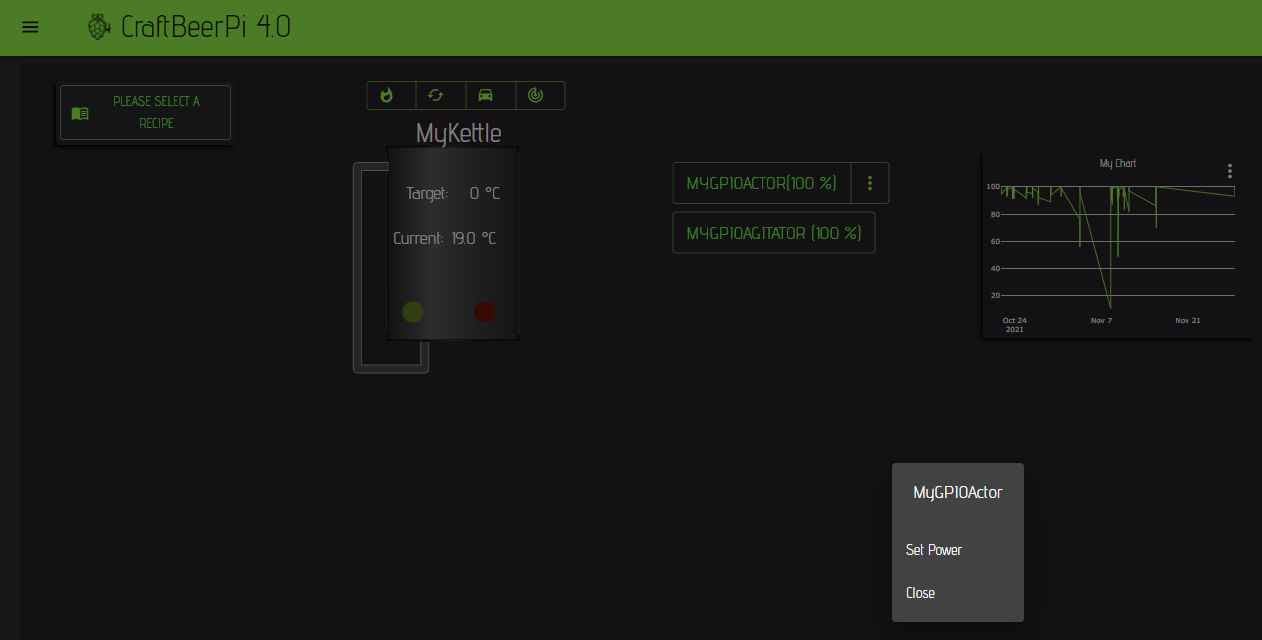 CraftBeerPi 4.0
PLEASE SELECT A
RECIPE
MyKettle
Target: 0 °C
Current: 19.0 °C
MYGPIOACTOR(100 %)
MYGPIOAGITATOR (100 %)
My Chart
100
80
60
40
20
Oct 24
2021
Nov 7
Nov 21
MyGPIOActor
Set Power
Close